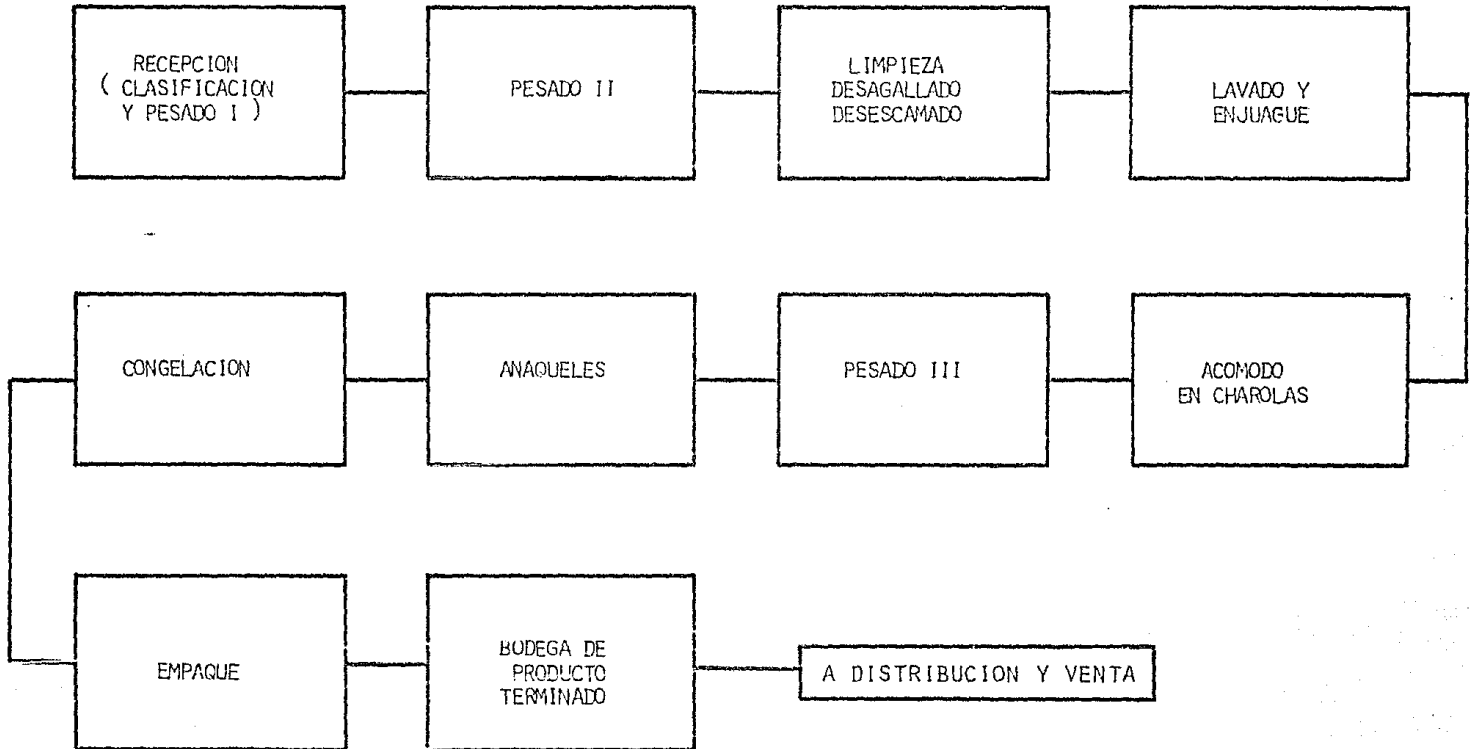 RECEPCION
( CLASIFICACION
Y PESADO I )
PESADO II
LIMPIEZA
DESAGALLADO
DESESCAMADO
LAVADO Y
ENJUAGUE
ACOMODO
EN CHAROLAS
PESADO III
ANAQUELES
CONGELACION
EMPAQUE
BODEGA DE
PRODUCTO
TERMINADO
A DISTRIBUCION Y VENTA